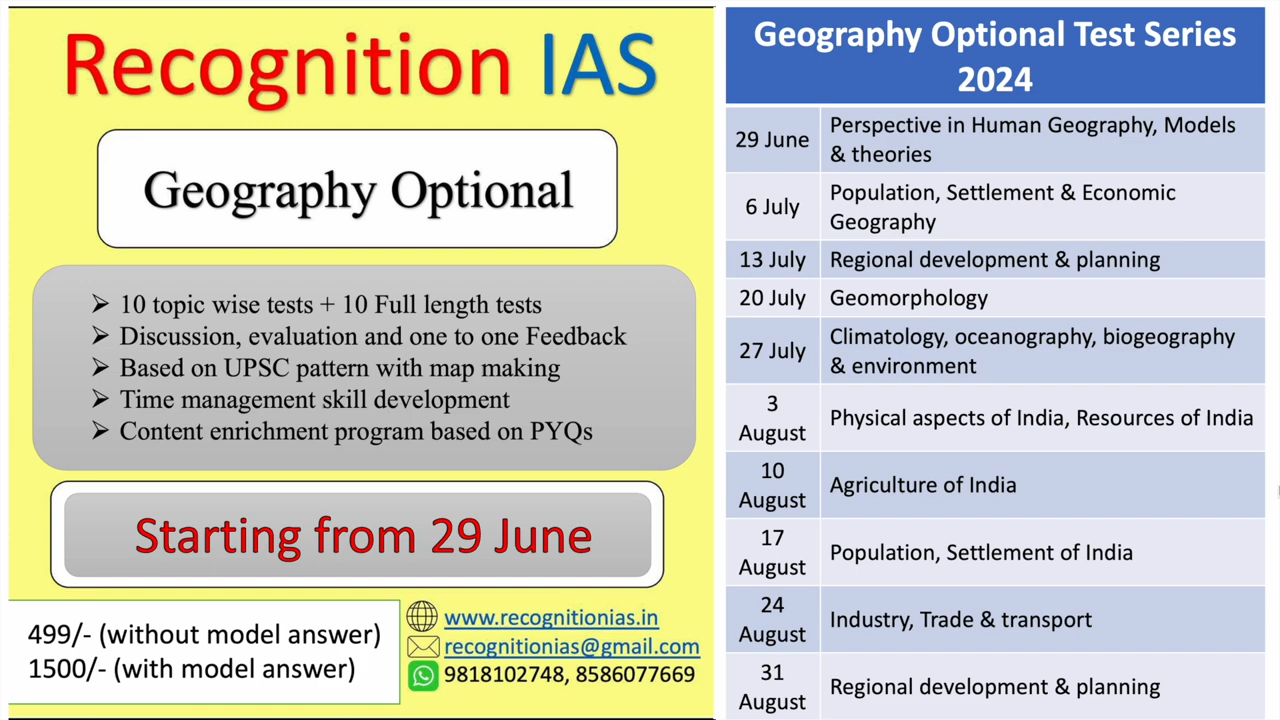 Recognition IAS
Geography Optional
➢ 10 topic wise tests + 10 Full length tests
➢ Discussion, evaluation and one to one Feedback
➢ Based on UPSC pattern with map making
➢ Time management skill development
➢ Content enrichment program based on PYQs
Starting from 29 June
499/- (without model answer)
1500/- (with model answer)
www.recognitionias.in
recognitionias@gmail.com
9818102748, 8586077669
Geography Optional Test Series
2024
29 June
Perspective in Human Geography, Models
& theories
6 July
Population, Settlement & Economic
Geography
13 July
Regional development & planning
20 July
Geomorphology
27 July
Climatology, oceanography, biogeography
& environment
3
August
Physical aspects of India, Resources of India
10
August
Agriculture of India
17
August
Population, Settlement of India
24
August
Industry, Trade & transport
31
August
Regional development & planning